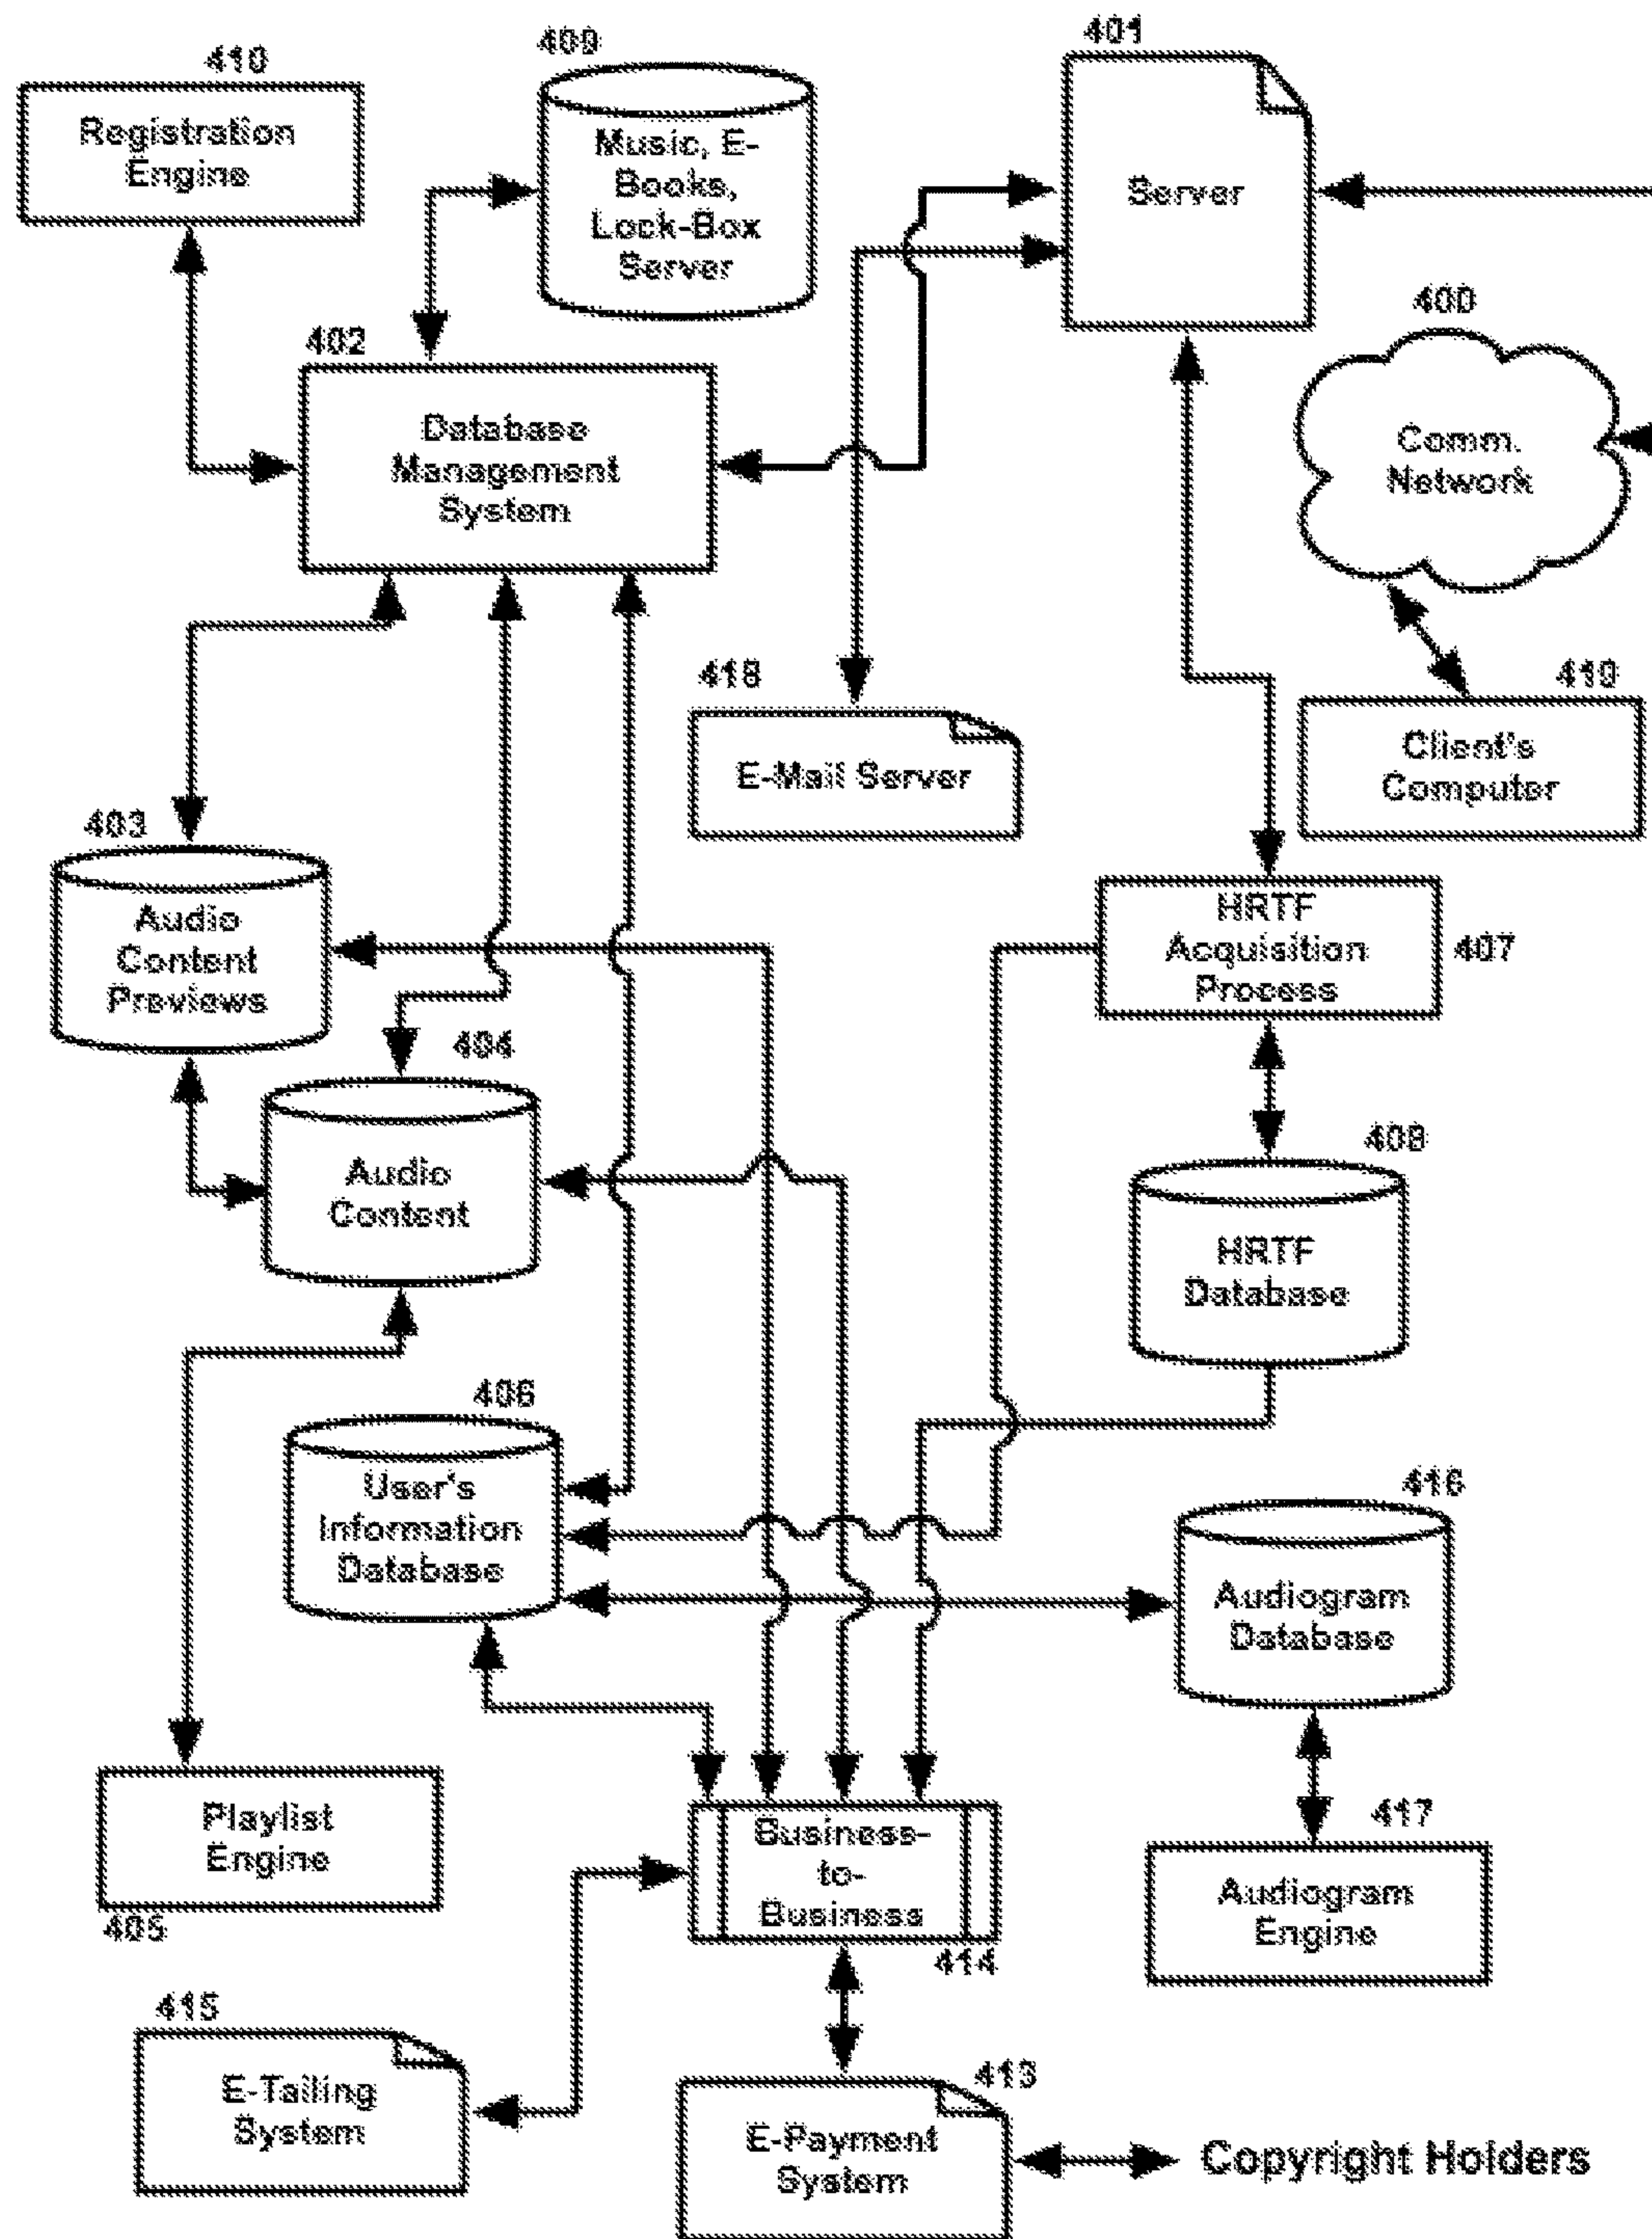 410
Registration
Engine
409
Music, E-
Books,
Lock-Box
Server
401
Server
400
Comm.
Network
402
Database
Management
System
418
E-Mail Server
419
Client's
Computer
403
Audio
Content
Previews
HRTF
Acquisition
Process
407
404
Audio
Content
408
HRTF
Database
406
User's
Information
Database
416
Audiogram
Database
Playlist
Engine
405
Business-
to-
Business
414
417
Audiogram
Engine
415
E-Tailing
System
413
E-Payment
System
Copyright Holders